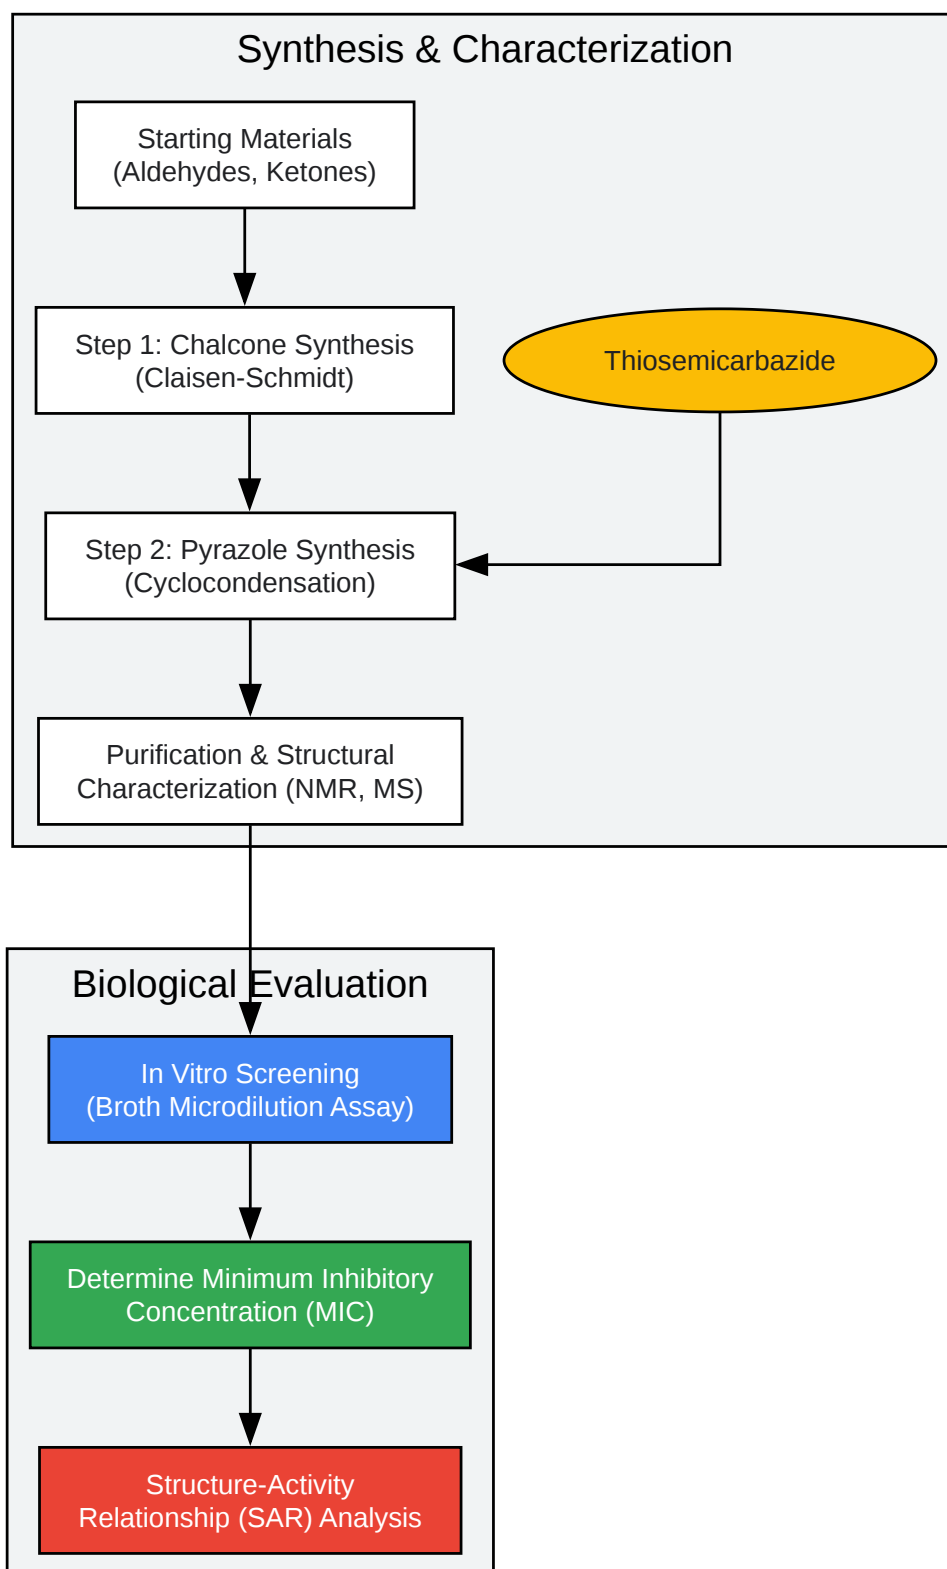 Synthesis & Characterization
Starting Materials
(Aldehydes, Ketones)
Step 1: Chalcone Synthesis
(Claisen-Schmidt)
Thiosemicarbazide
Step 2: Pyrazole Synthesis
(Cyclocondensation)
Purification & Structural
Characterization (NMR, MS)
Biological Evaluation
In Vitro Screening
(Broth Microdilution Assay)
Determine Minimum Inhibitory
Concentration (MIC)
Structure-Activity
Relationship (SAR) Analysis